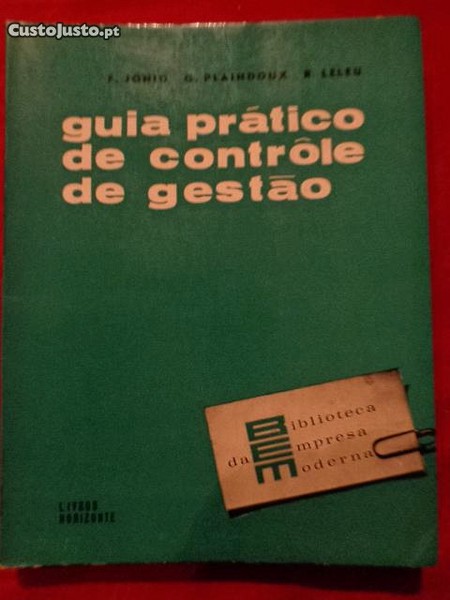 CustoJusto.pt
F. JONIO G. PLAINDOUX R LELEU
guia prático
de contrôle
de gestão
Biblioteca
da Empresa
Moderna
LIVROS
HORIZONTE